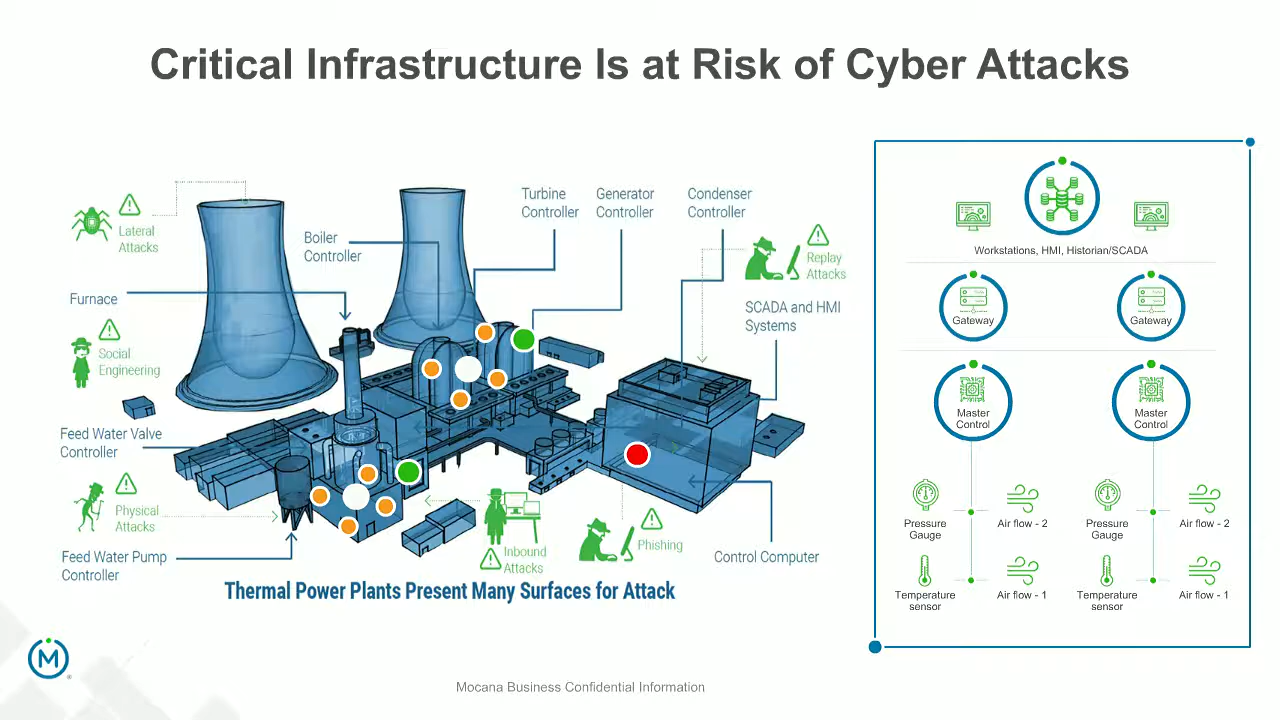 Critical Infrastructure Is at Risk of Cyber Attacks
Lateral
Attacks
Boiler
Controller
Turbine
Controller
Generator
Controller
Condenser
Controller
Replay
Attacks
Furnace
SCADA and HMI
Systems
Social
Engineering
Feed Water Valve
Controller
Physical
Attacks
Feed Water Pump
Controller
Inbound
Attacks
Phishing
Control Computer
Thermal Power Plants Present Many Surfaces for Attack
Workstations, HMI, Historian/SCADA
Gateway
Gateway
Master
Control
Master
Control
Pressure
Gauge
Air flow - 2
Pressure
Gauge
Air flow - 2
Temperature
sensor
Air flow - 1
Temperature
sensor
Air flow - 1
M
®
Mocana Business Confidential Information